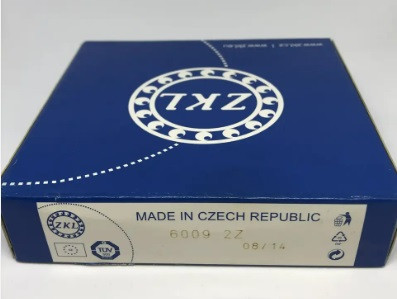 ZKL
MADE IN CZECH REPUBLIC
6009 2Z
08/14
ZKL
TÜV